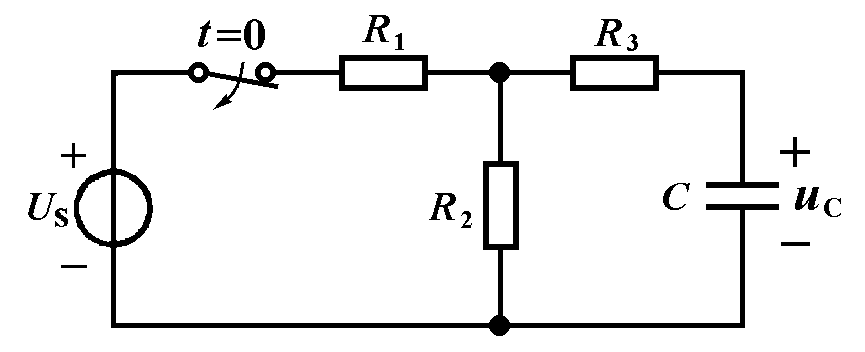 t=0
R1
R3
+
US
−
R2
C
+
uC
−